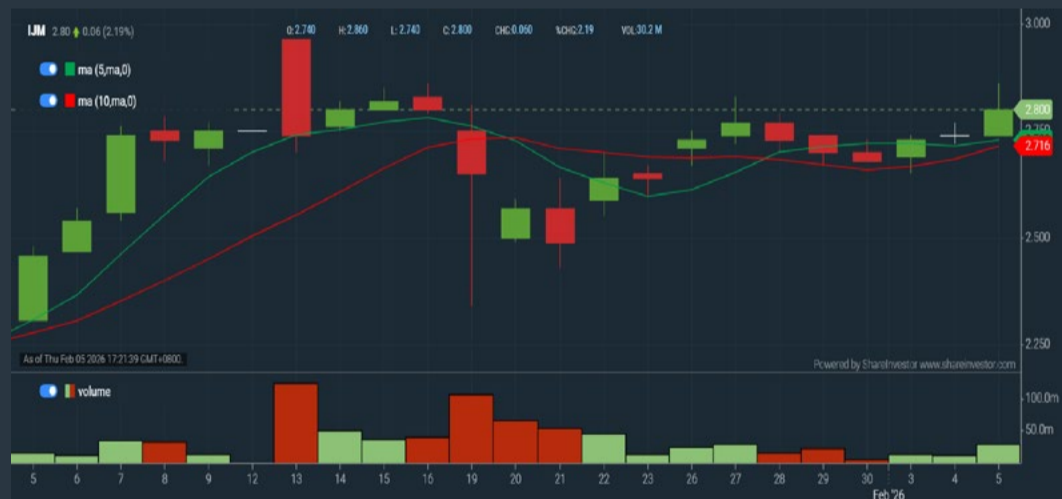 IJM 2.80 0.06 (2.19%) O:2.740 H:2.860 L:2.740 C:2.800 CHG:0.060 %CHG:2.19 VOL:30.2 M
3.000
ma (5,ma,0)
ma (10,ma,0)
2.800
2.750
2.716
2.500
2.250
As of Thu Feb 05 2026 17:21:39 GMT+0800.
Powered by ShareInvestor www.shareinvestor.com
volume
100.0m
50.0m
5 6 7 8 9 12 13 14 15 16 19 20 21 22 23 26 27 28 29 30 3 4 5
Feb '26